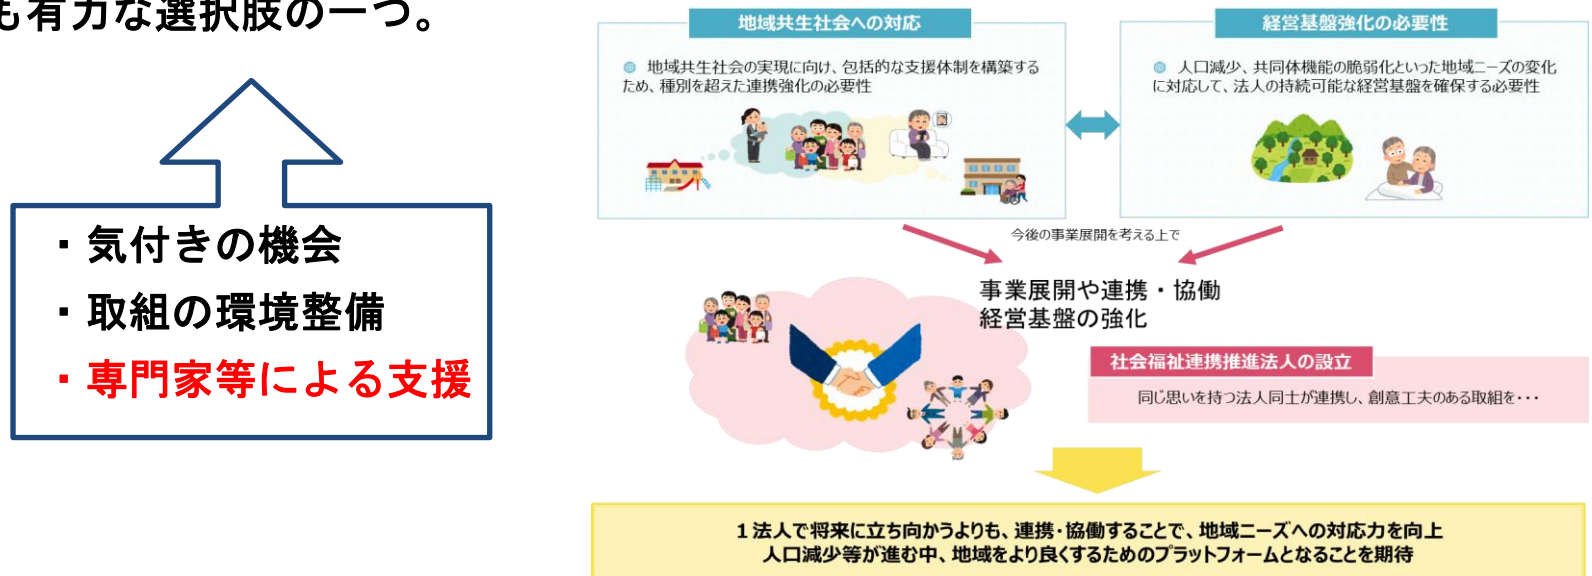 も有力な選択肢の一つ。
・気付きの機会
・取組の環境整備
・専門家等による支援
地域共生社会への対応
地域共生社会の実現に向け、包括的な支援体制を構築する
ため、種別を超えた連携強化の必要性
経営基盤強化の必要性
人口減少、共同体機能の脆弱化といった地域ニーズの変化
に対応して、法人の持続可能な経営基盤を確保する必要性
今後の事業展開を考える上で
事業展開や連携・協働
経営基盤の強化
社会福祉連携推進法人の設立
同じ思いを持つ法人同士が連携し、創意工夫のある取組を・・・
1法人で将来に立ち向かうよりも、連携・協働することで、地域ニーズへの対応力を向上
人口減少等が進む中、地域をより良くするためのプラットフォームとなることを期待